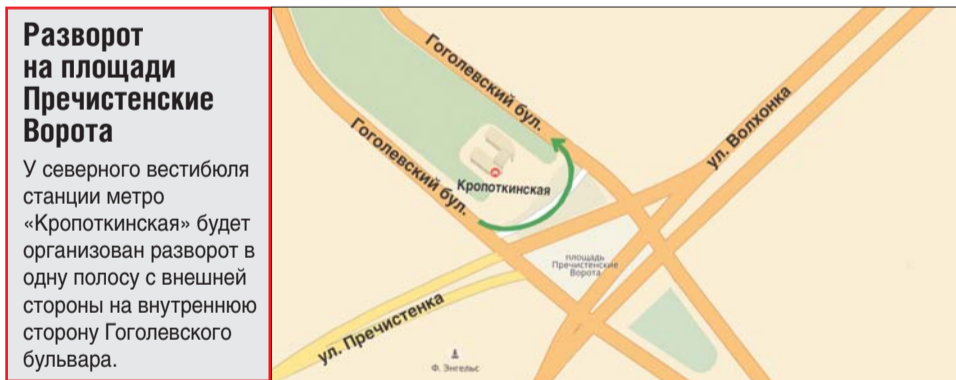 Разворот
на площади
Пречистенские
Ворота
У северного вестибюля
станции метро
«Кропоткинская» будет
организован разворот в
одну полосу с внешней
стороны на внутреннюю
сторону Гоголевского
бульвара.
Гоголевский бул.
Гоголевский бул.
ул. Волхонка
Кропоткинская
площадь
Пречистенские
Ворота
ул. Пречистенка
Ф. Энгельс